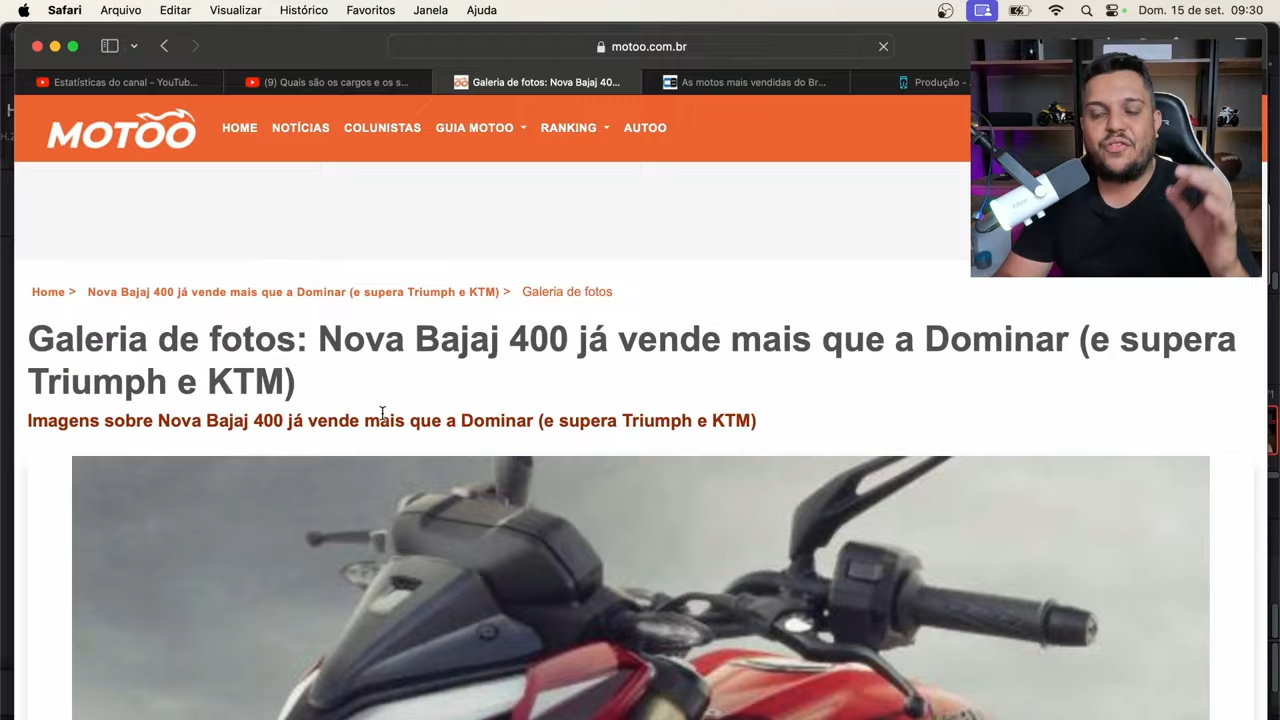 Safari Arquivo Editar Visualizar Histórico Favoritos Janela Ajuda Dom. 15 de set. 09:30
motoo.com.br
Estatísticas do canal - YouTub... (9) Quais são os cargos e os s... Galeria de fotos: Nova Bajaj 40... As motos mais vendidas do Br... Produção -
MOTOO HOME NOTÍCIAS COLUNISTAS GUIA MOTOO RANKING AUTOO
Home > Nova Bajaj 400 já vende mais que a Dominar (e supera Triumph e KTM) > Galeria de fotos
Galeria de fotos: Nova Bajaj 400 já vende mais que a Dominar (e supera
Triumph e KTM)
Imagens sobre Nova Bajaj 400 já vende mais que a Dominar (e supera Triumph e KTM)